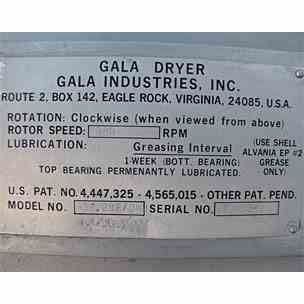 GALA DRYER
GALA INDUSTRIES, INC.
ROUTE 2, BOX 142, EAGLE ROCK, VIRGINIA, 24085, U.S.A.
ROTATION: Clockwise (when viewed from above)
ROTOR SPEED: RPM
LUBRICATION: Greasing Interval (USE SHELL
1-WEEK (BOTT. BEARING) ALVANIA EP #2
TOP BEARING PERMENANTLY LUBRICATED. GREASE ONLY)
U.S. PAT. NO. 4,447,325 - 4,565,015 - OTHER PAT. PEND.
MODEL NO. SERIAL NO.